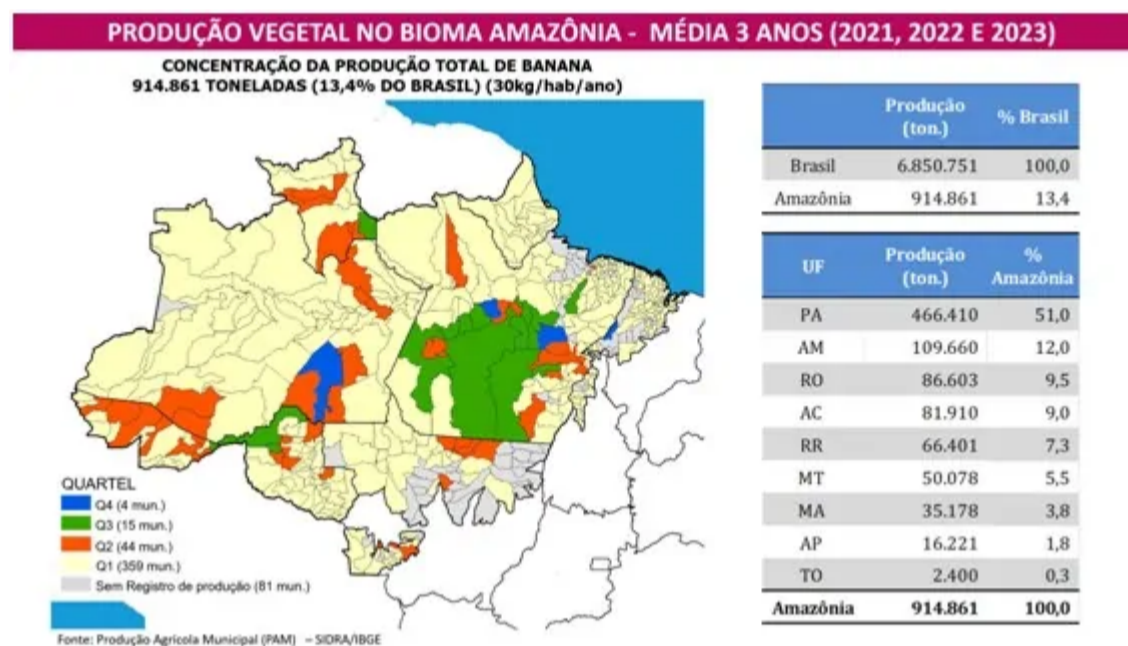 PRODUÇÃO VEGETAL NO BIOMA AMAZÔNIA - MÉDIA 3 ANOS (2021, 2022 E 2023)
CONCENTRAÇÃO DA PRODUÇÃO TOTAL DE BANANA
914.861 TONELADAS (13,4% DO BRASIL) (30kg/hab/ano)
QUARTEL
Q4 (4 mun.)
Q3 (15 mun.)
Q2 (44 mun.)
Q1 (359 mun.)
Sem Registro de produção (81 mun.)
Fonte: Produção Agrícola Municipal (PAM) – SIDRA/IBGE
Produção (ton.) % Brasil
Brasil 6.850.751 100,0
Amazônia 914.861 13,4
UF Produção (ton.) % Amazônia
PA 466.410 51,0
AM 109.660 12,0
RO 86.603 9,5
AC 81.910 9,0
RR 66.401 7,3
MT 50.078 5,5
MA 35.178 3,8
AP 16.221 1,8
TO 2.400 0,3
Amazônia 914.861 100,0